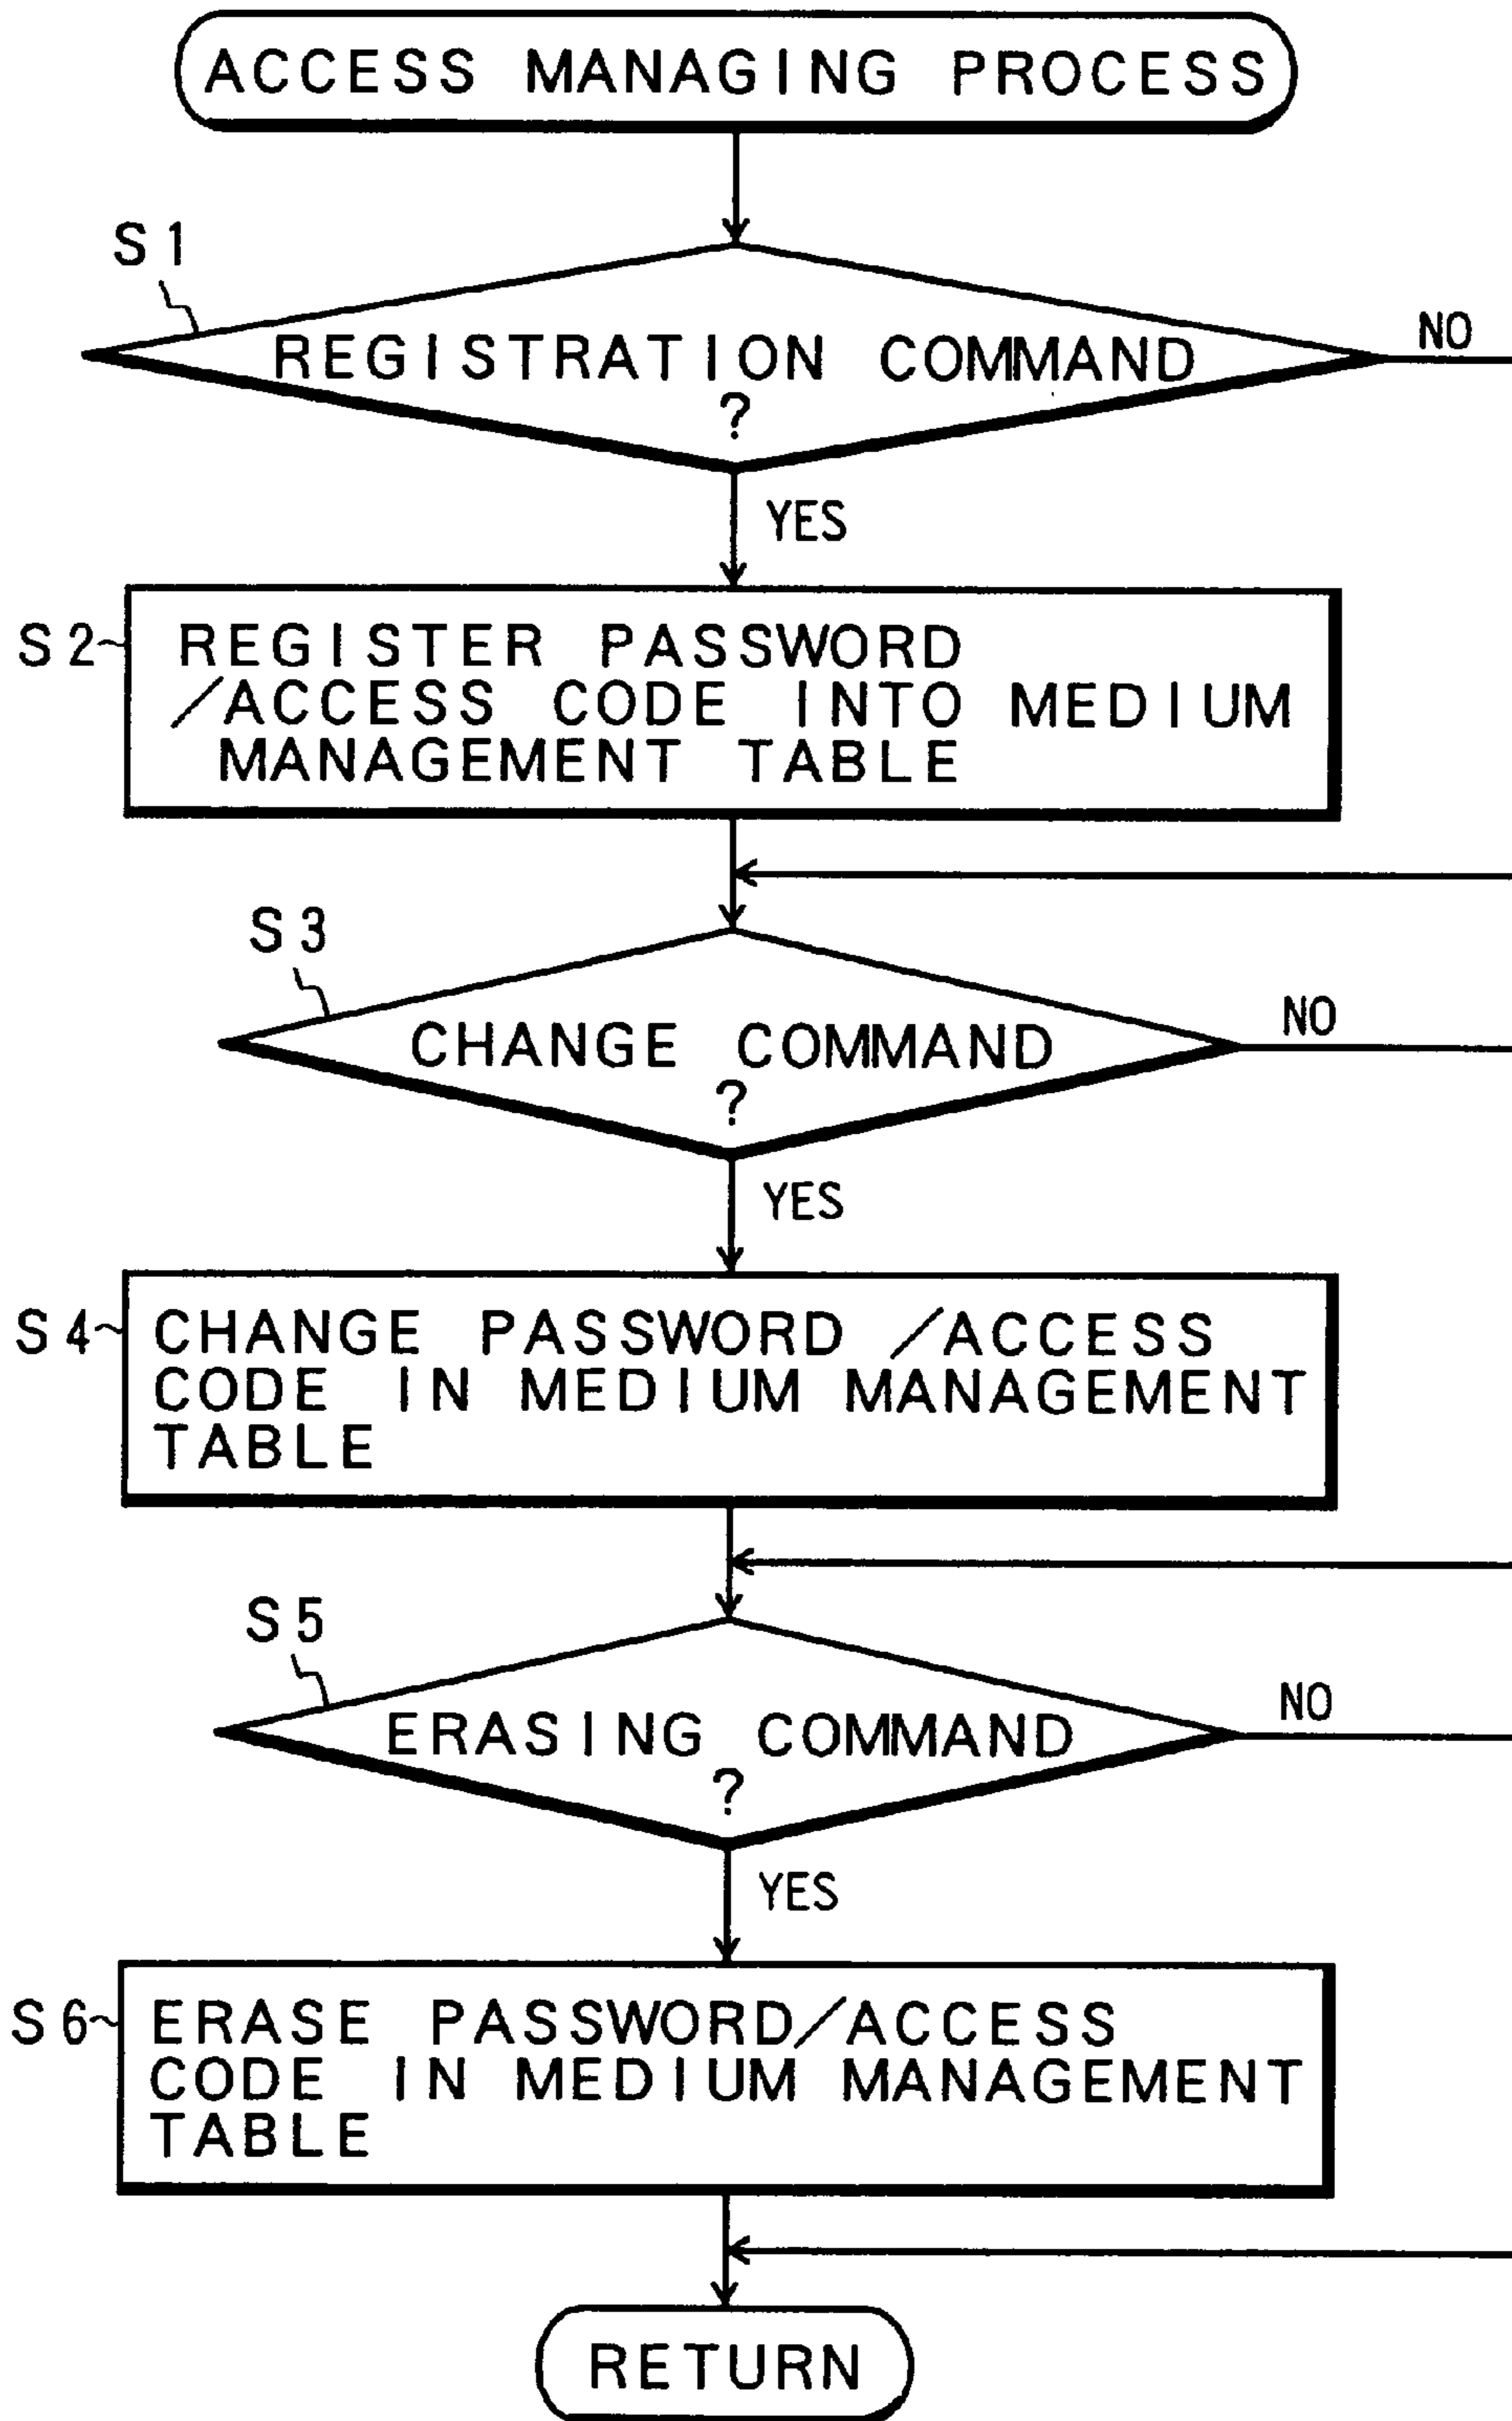 ACCESS MANAGING PROCESS
S1
REGISTRATION COMMAND
?
NO
YES
S2
REGISTER PASSWORD
/ACCESS CODE INTO MEDIUM
MANAGEMENT TABLE
S3
CHANGE COMMAND
?
NO
YES
S4
CHANGE PASSWORD /ACCESS
CODE IN MEDIUM MANAGEMENT
TABLE
S5
ERASING COMMAND
?
NO
YES
S6
ERASE PASSWORD/ACCESS
CODE IN MEDIUM MANAGEMENT
TABLE
RETURN